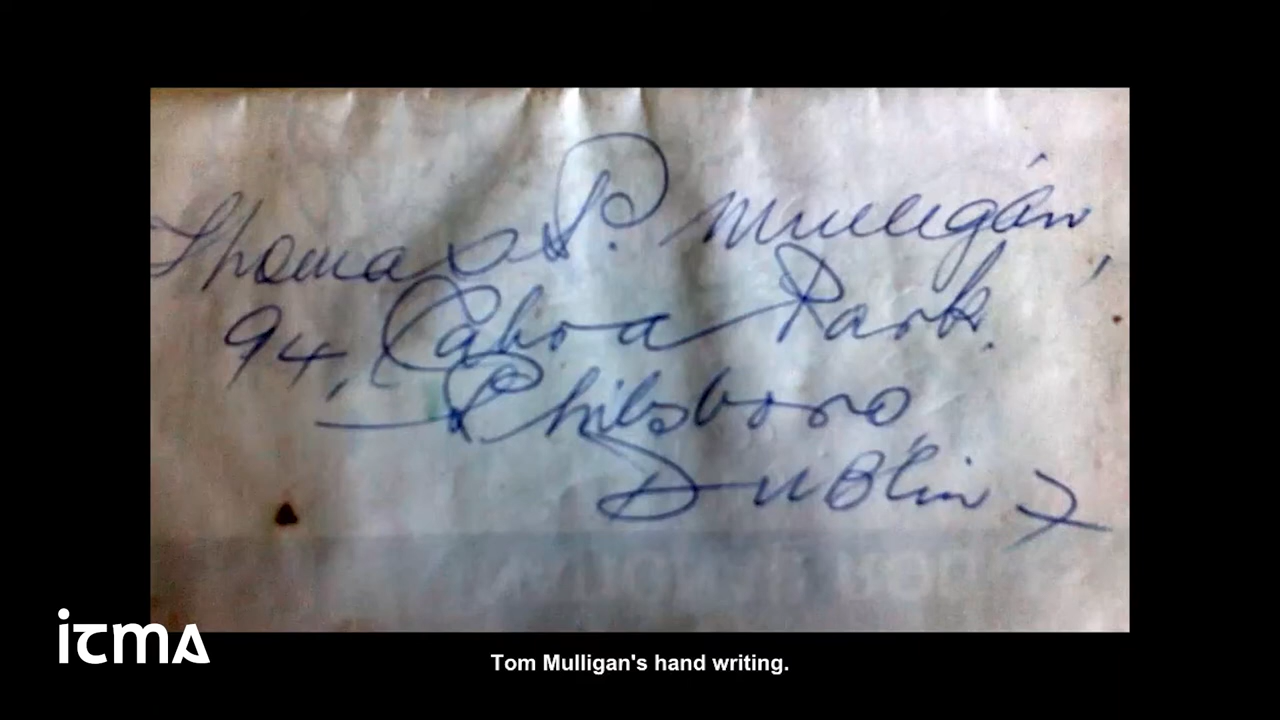 Thomas P. Mulligan,
94, Cabra Park.
Phibsboro,
Dublin 7
ITMA
Tom Mulligan's hand writing.